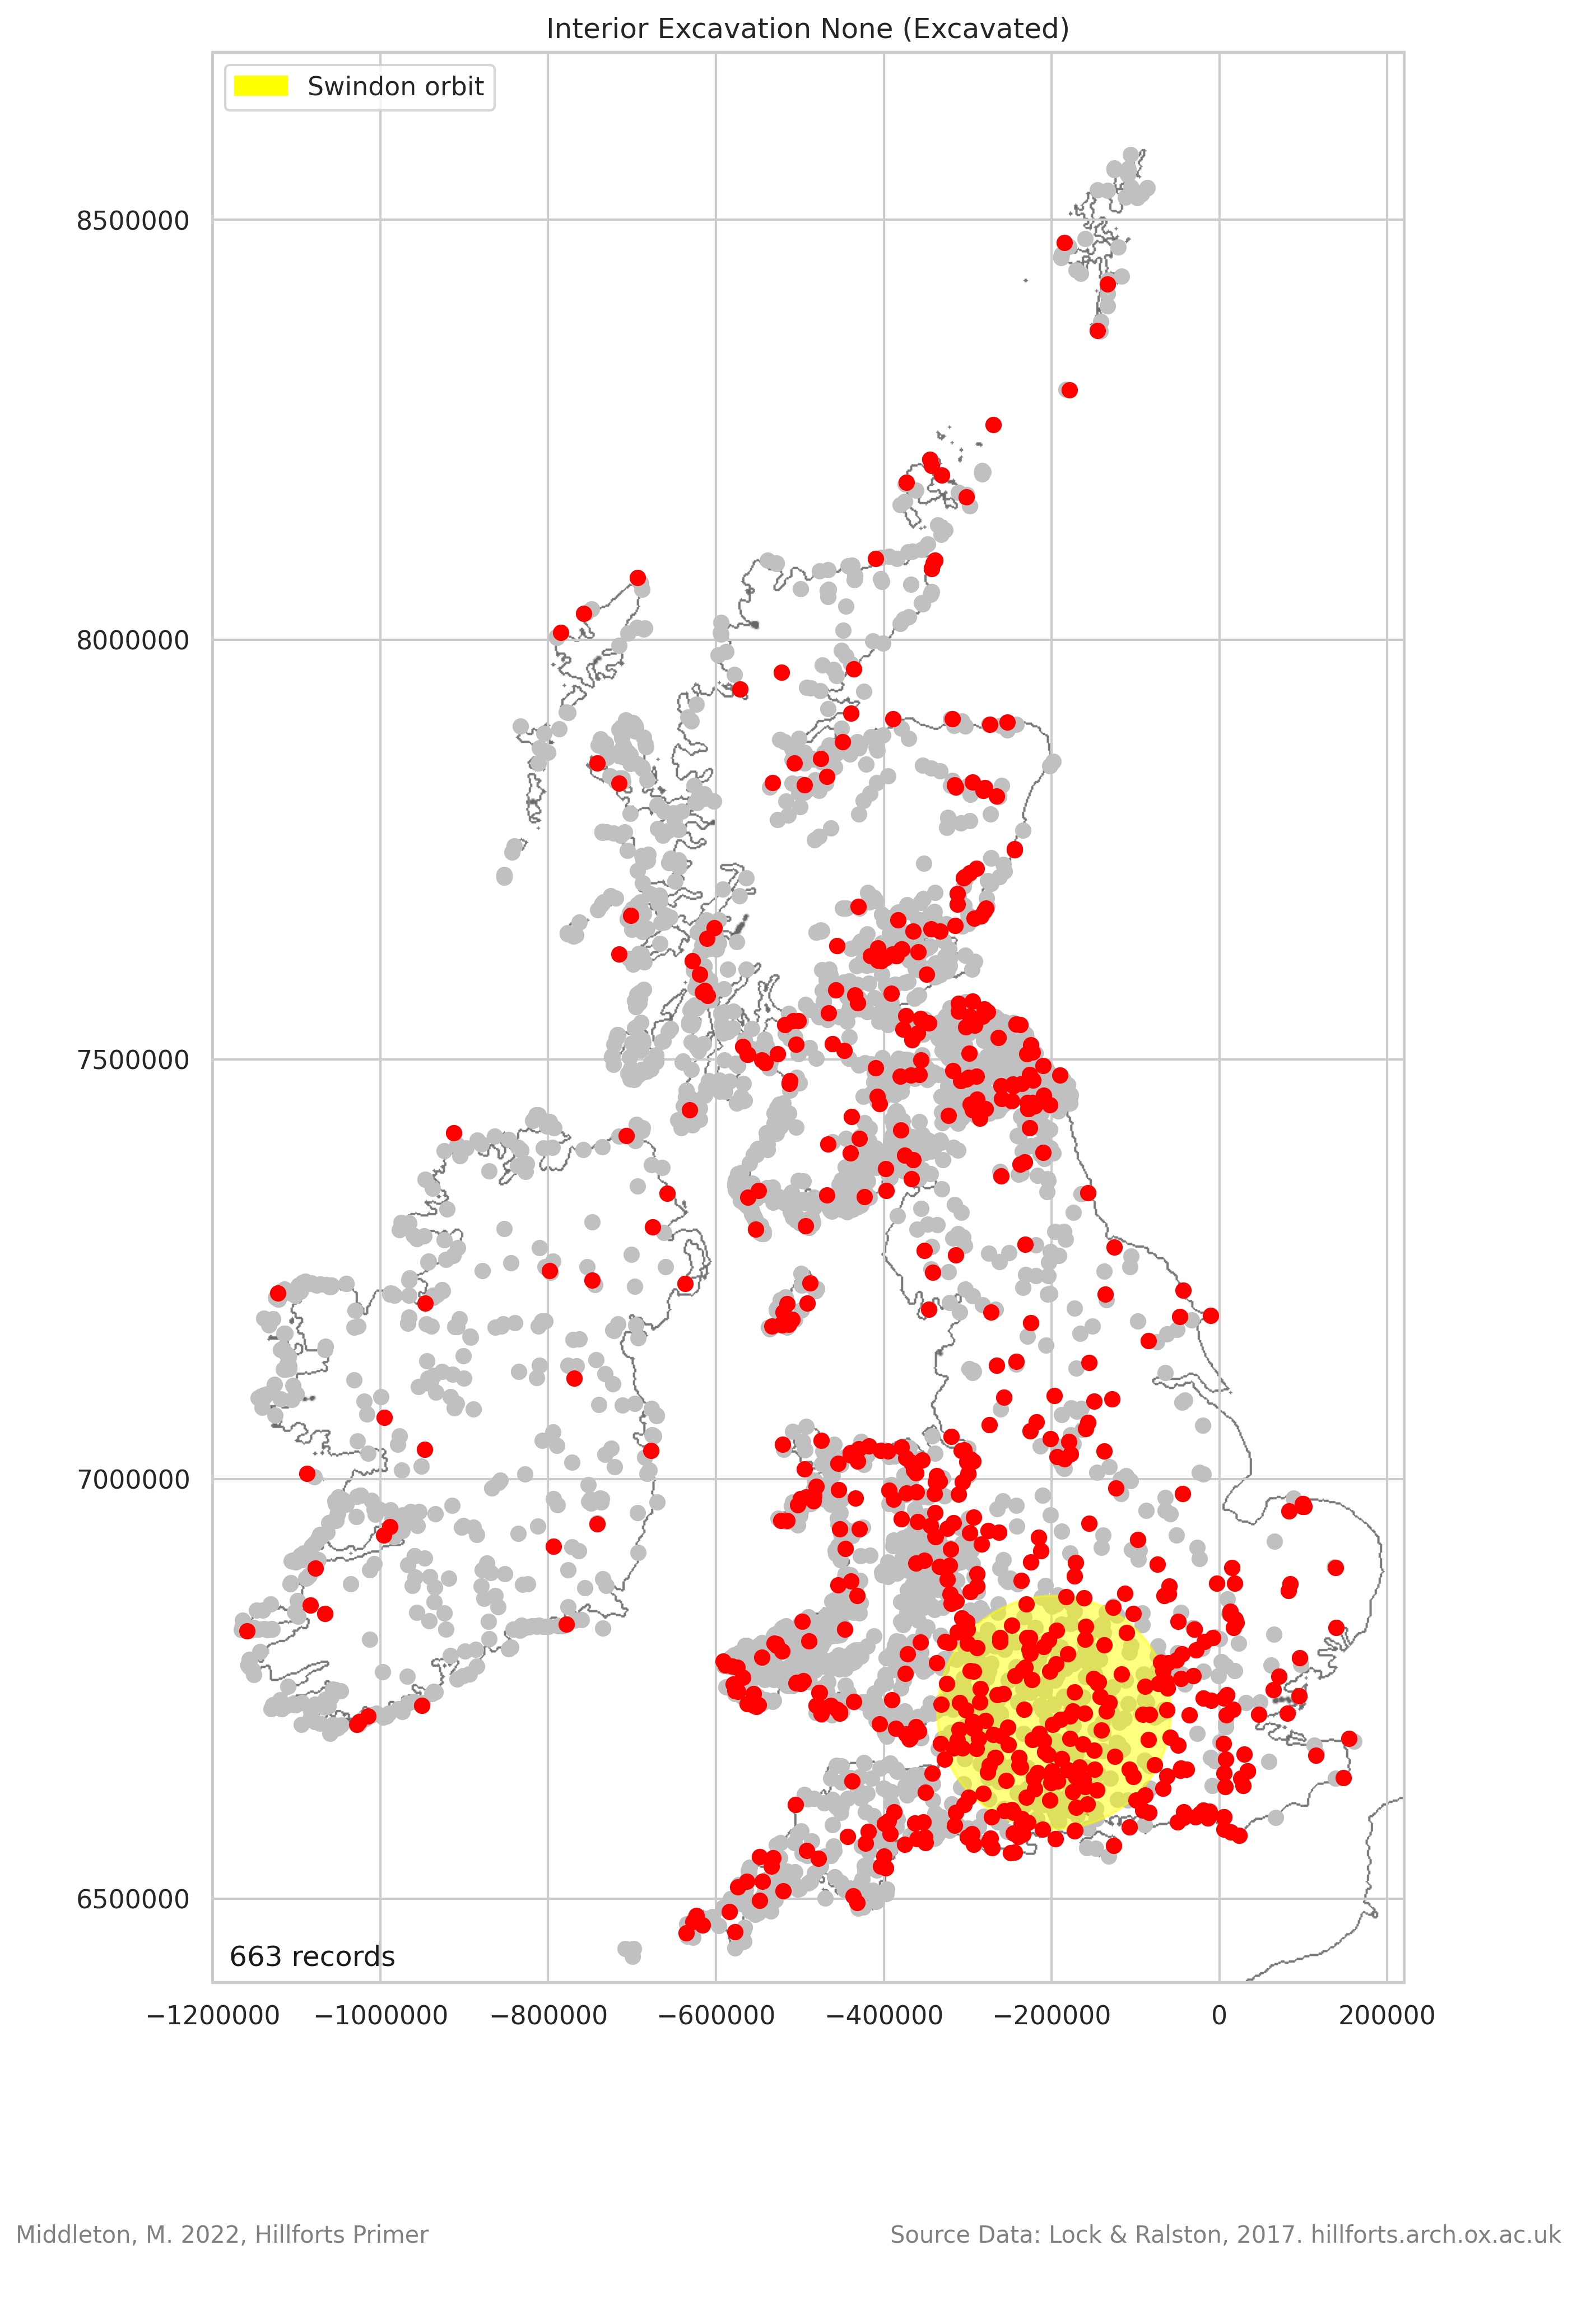 Interior Excavation None (Excavated)
Swindon orbit
8500000
8000000
7500000
7000000
6500000
663 records
−1200000 −1000000 −800000 −600000 −400000 −200000 0 200000
Middleton, M. 2022, Hillforts Primer
Source Data: Lock & Ralston, 2017. hillforts.arch.ox.ac.uk